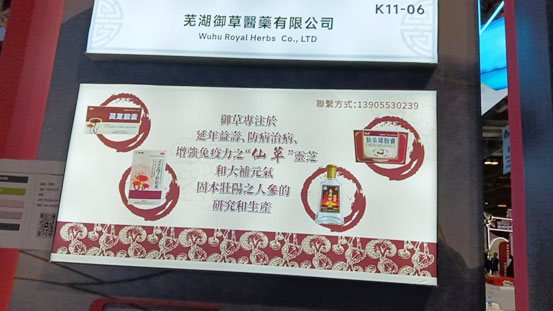 芜湖御草醫藥有限公司
K11-06
Wuhu Royal Herbs Co., LTD
聯繫方式:13905530239
御草專注於
延年益壽、防病治病、
增強免疫力之“仙草”靈芝
和大補元氣
固本壯陽之人參的
研究和生產